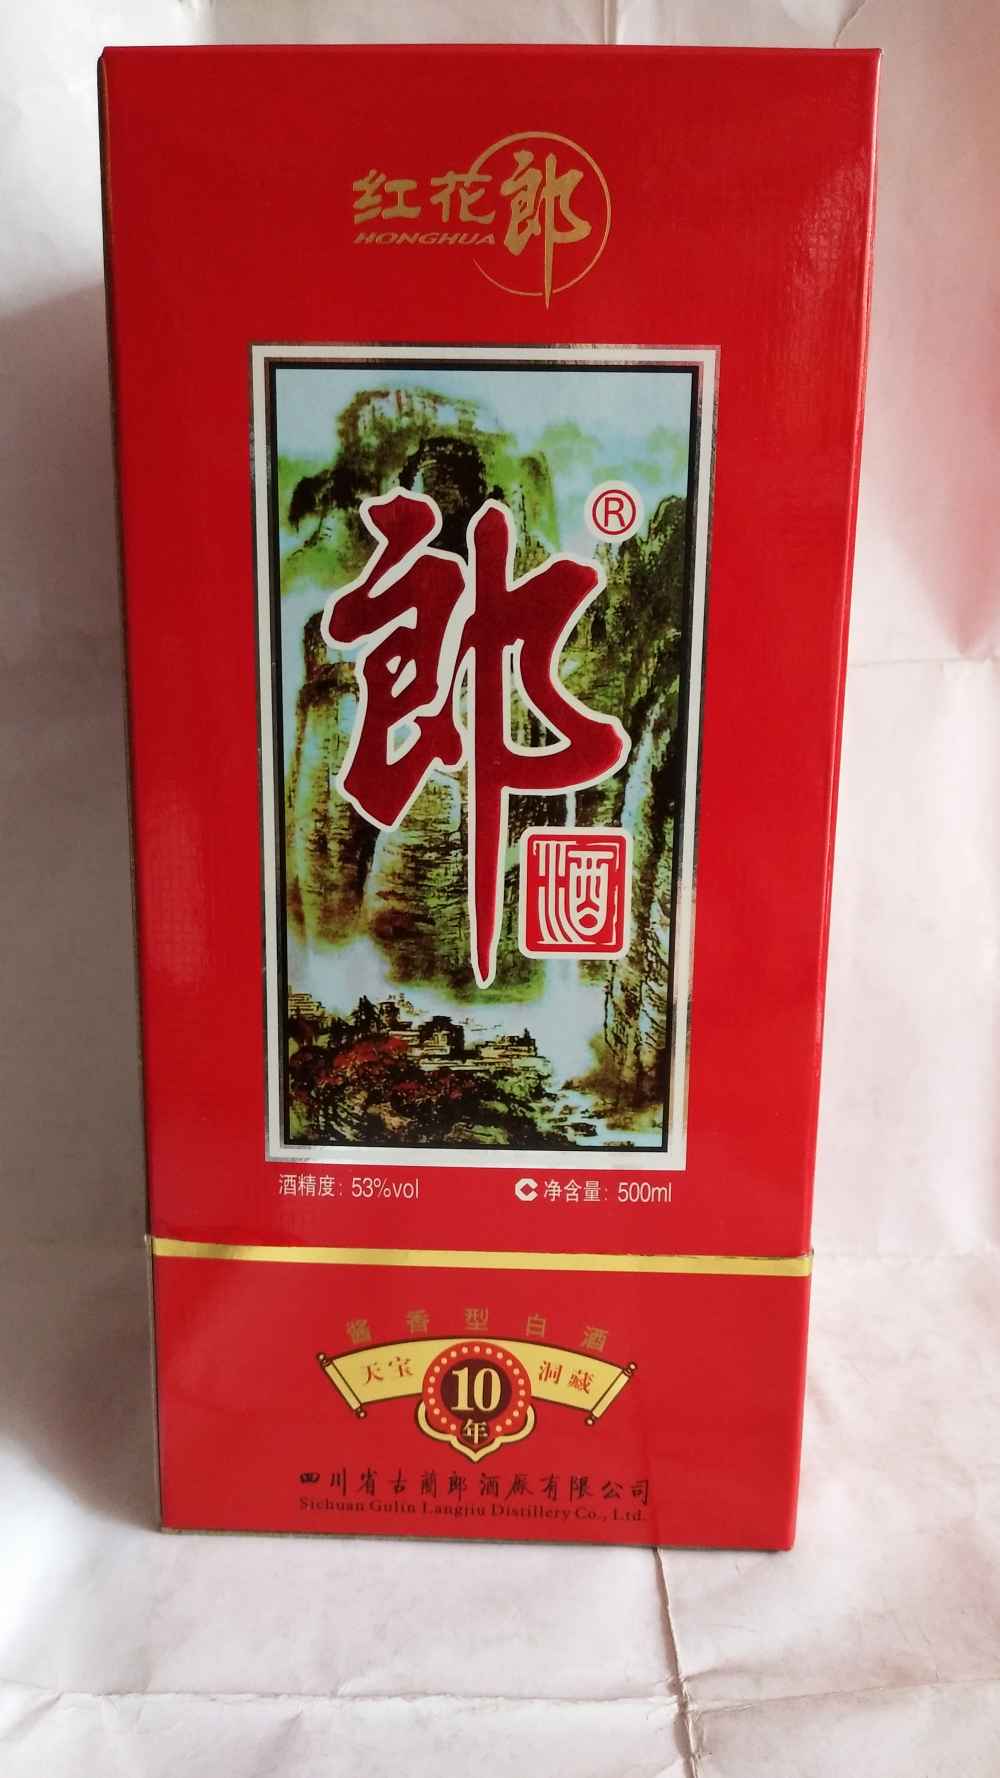 红花郎
HONGHUA
郎®
酒
酒精度: 53%vol
C 净含量: 500ml
酱香型白酒
天宝 10 洞藏
年
四川省古蔺郎酒厂有限公司
Sichuan Gulin Langjiu Distillery Co., Ltd.